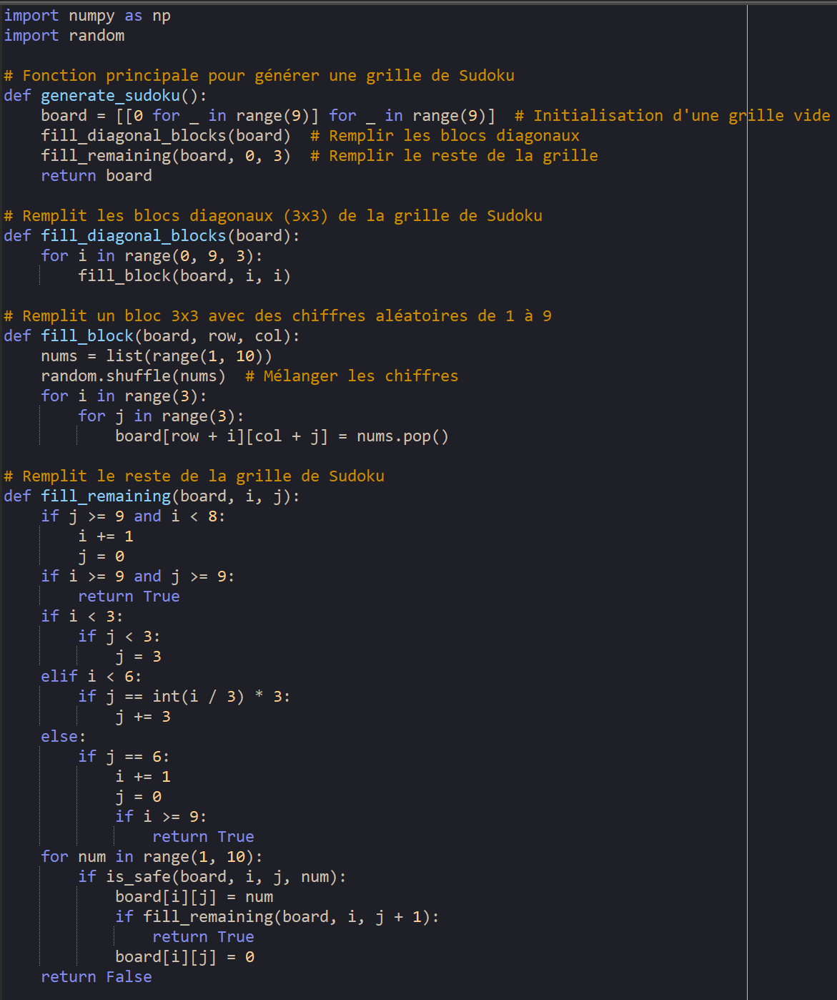 import numpy as np
import random
# Fonction principale pour générer une grille de Sudoku
def generate_sudoku():
    board = [[0 for _ in range(9)] for _ in range(9)]  # Initialisation d'une grille vide
    fill_diagonal_blocks(board)  # Remplir les blocs diagonaux
    fill_remaining(board, 0, 3)  # Remplir le reste de la grille
    return board
# Remplit les blocs diagonaux (3x3) de la grille de Sudoku
def fill_diagonal_blocks(board):
    for i in range(0, 9, 3):
        fill_block(board, i, i)
# Remplit un bloc 3x3 avec des chiffres aléatoires de 1 à 9
def fill_block(board, row, col):
    nums = list(range(1, 10))
    random.shuffle(nums)  # Mélanger les chiffres
    for i in range(3):
        for j in range(3):
            board[row + i][col + j] = nums.pop()
# Remplit le reste de la grille de Sudoku
def fill_remaining(board, i, j):
    if j >= 9 and i < 8:
        i += 1
        j = 0
    if i >= 9 and j >= 9:
        return True
    if i < 3:
        if j < 3:
            j = 3
    elif i < 6:
        if j == int(i / 3) * 3:
            j += 3
    else:
        if j == 6:
            i += 1
            j = 0
            if i >= 9:
                return True
    for num in range(1, 10):
        if is_safe(board, i, j, num):
            board[i][j] = num
            if fill_remaining(board, i, j + 1):
                return True
            board[i][j] = 0
    return False